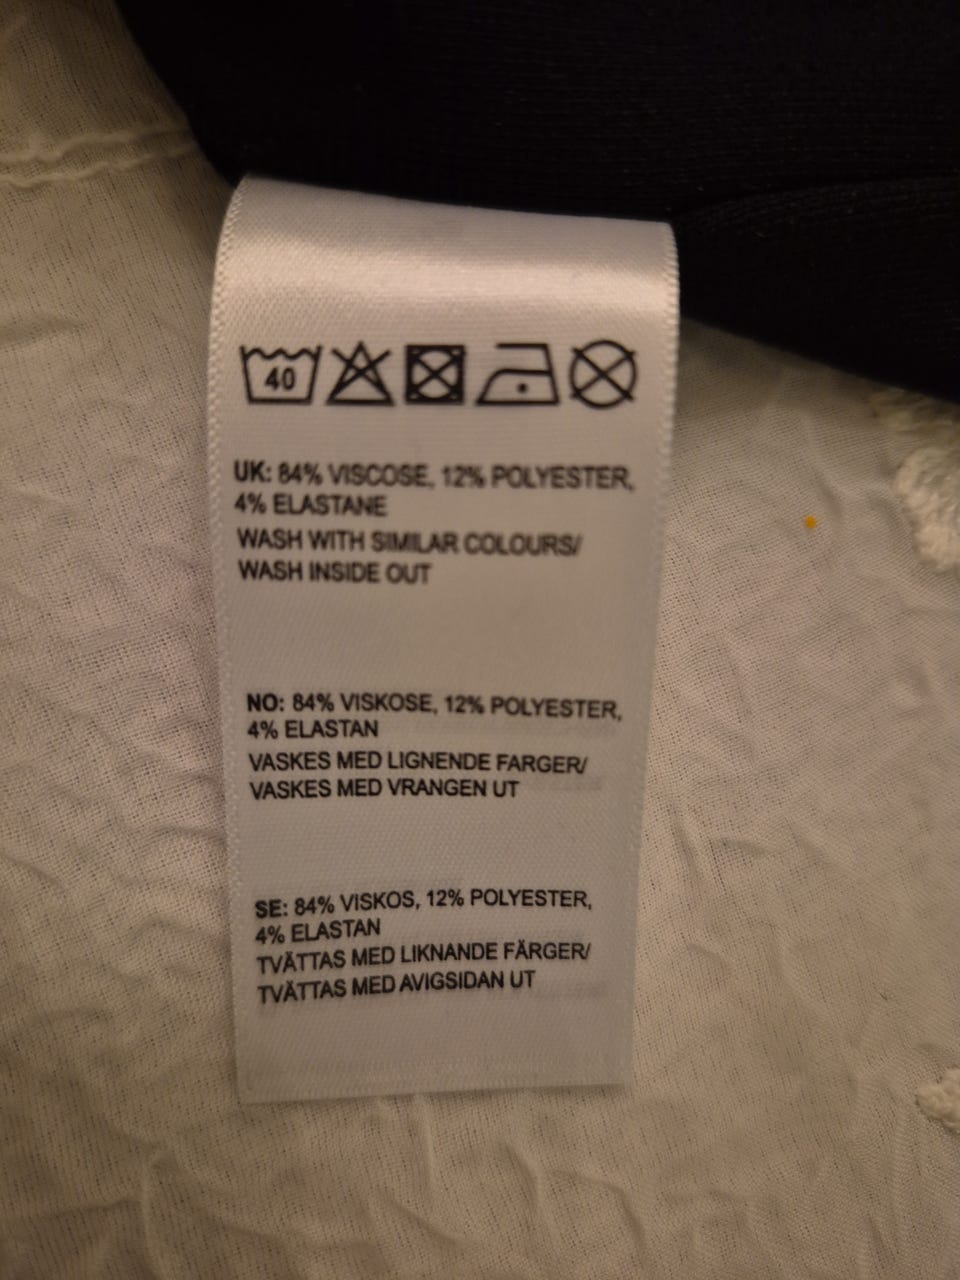 40
UK: 84% VISCOSE, 12% POLYESTER,
4% ELASTANE
WASH WITH SIMILAR COLOURS/
WASH INSIDE OUT
NO: 84% VISKOSE, 12% POLYESTER,
4% ELASTAN
VASKES MED LIGNENDE FARGER/
VASKES MED VRANGEN UT
SE: 84% VISKOS, 12% POLYESTER,
4% ELASTAN
TVÄTTAS MED LIKNANDE FÄRGER/
TVÄTTAS MED AVIGSIDAN UT